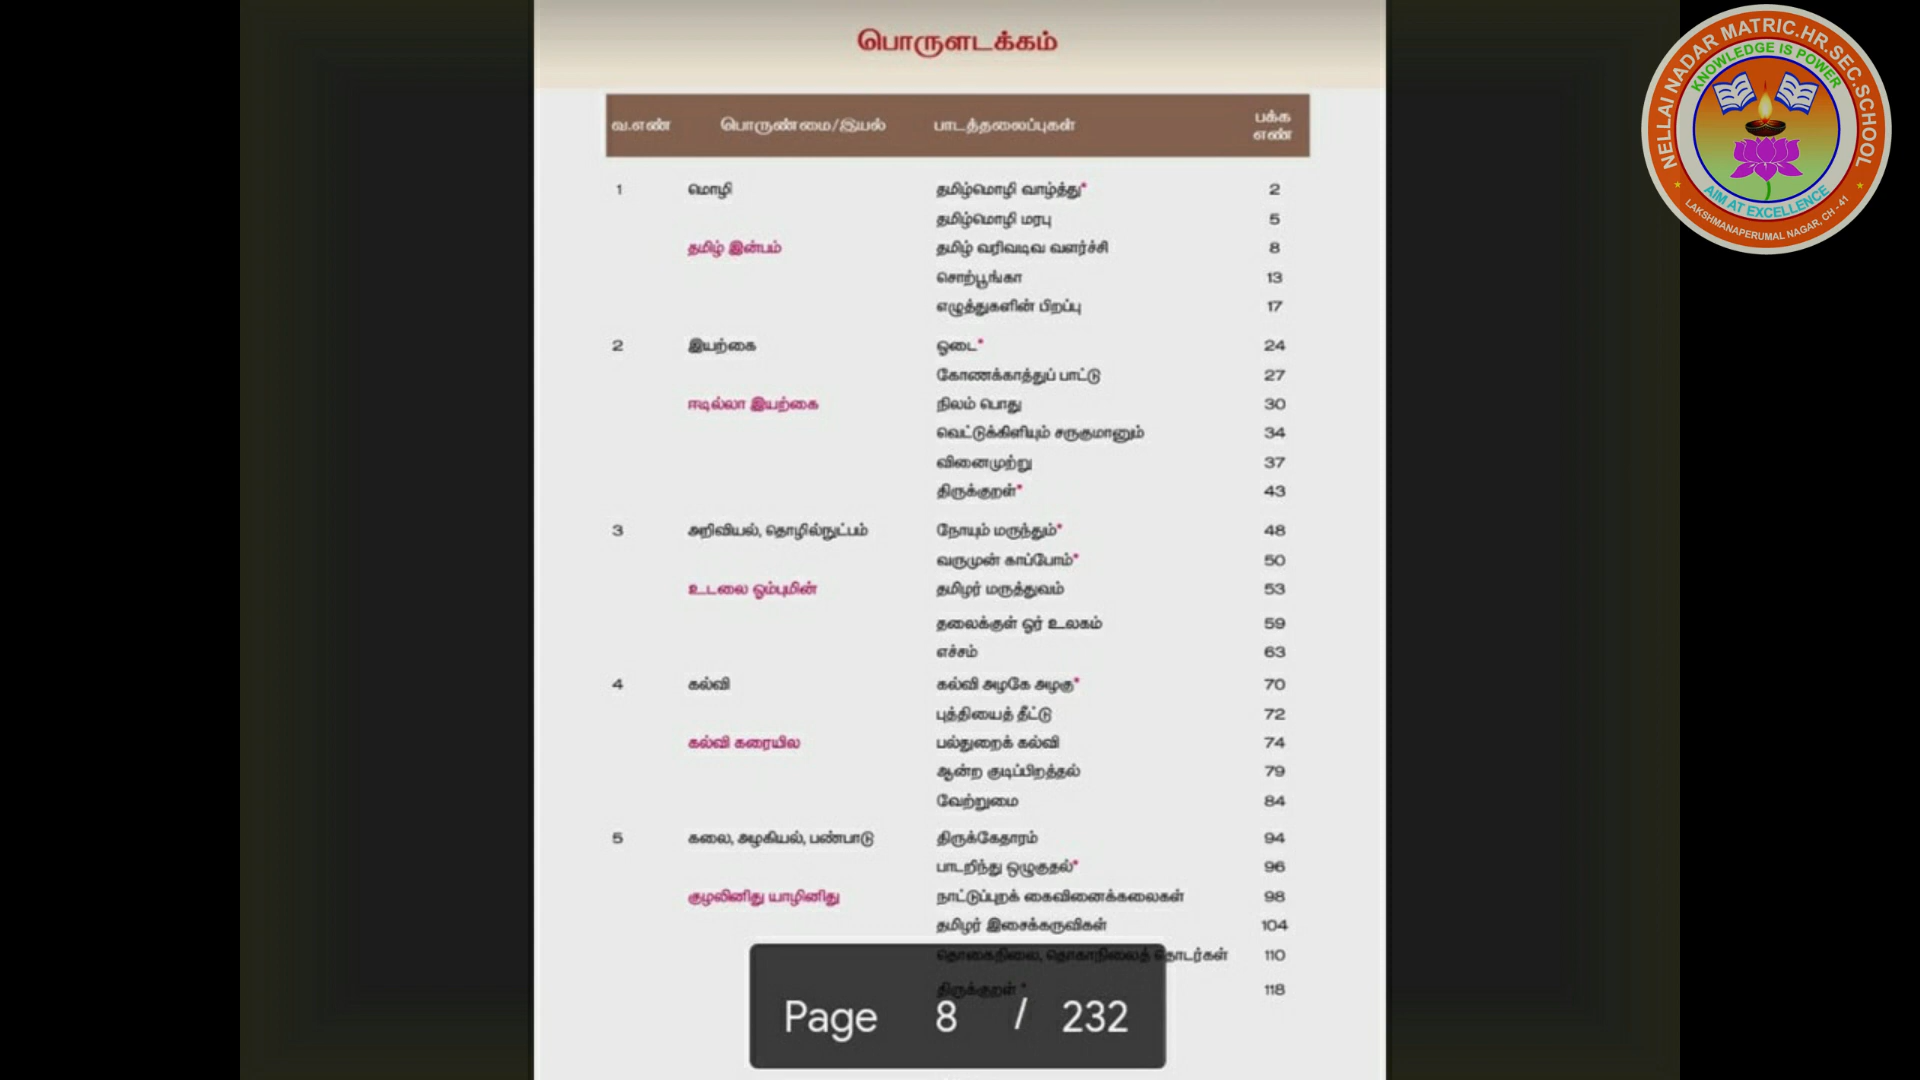 பொருளடக்கம்
வ.எண் பொருண்மை/இயல் பாடத்தலைப்புகள் பக்க எண்
1 மொழி தமிழ்மொழி வாழ்த்து* 2
தமிழ்மொழி மரபு 5
தமிழ் இன்பம் தமிழ் வரிவடிவ வளர்ச்சி 8
சொற்பூங்கா 13
எழுத்துகளின் பிறப்பு 17
2 இயற்கை ஓடை* 24
கோணக்காத்துப் பாட்டு 27
ஈடில்லா இயற்கை நிலம் பொது 30
வெட்டுக்கிளியும் சருகுமானும் 34
வினைமுற்று 37
திருக்குறள்* 43
3 அறிவியல், தொழில்நுட்பம் நோயும் மருந்தும்* 48
வருமுன் காப்போம்* 50
உடலை ஓம்புமின் தமிழர் மருத்துவம் 53
தலைக்குள் ஓர் உலகம் 59
எச்சம் 63
4 கல்வி கல்வி அழகே அழகு* 70
புத்தியைத் தீட்டு 72
கல்வி கரையில பல்துறைக் கல்வி 74
ஆன்ற குடிப்பிறத்தல் 79
வேற்றுமை 84
5 கலை, அழகியல், பண்பாடு திருக்கேதாரம் 94
பாடறிந்து ஒழுகுதல்* 96
குழலினிது யாழினிது நாட்டுப்புறக் கைவினைக்கலைகள் 98
தமிழர் இசைக்கருவிகள் 104
தொகைநிலை, தொகாநிலைத் தொடர்கள் 110
திருக்குறள் * 118
Page 8 / 232
NELLAI NADAR MATRIC.HR.SEC.SCHOOL
KNOWLEDGE IS POWER
AIM AT EXCELLENCE
LAKSHMANAPERUMAL NAGAR, CH - 41